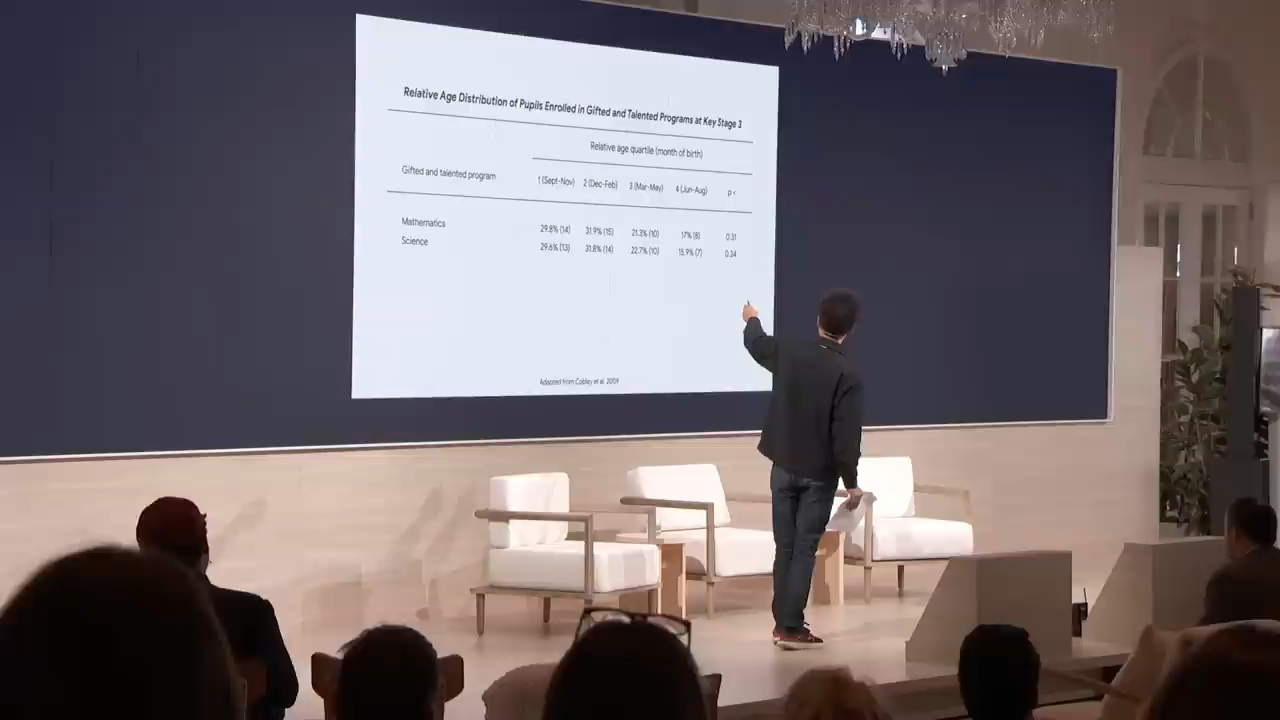 Relative Age Distribution of Pupils Enrolled in Gifted and Talented Programs at Key Stage 3
Relative age quartile (month of birth)
Gifted and talented program 1 (Sept-Nov) 2 (Dec-Feb) 3 (Mar-May) 4 (Jun-Aug) p <
Mathematics 29.8% (14) 31.9% (15) 21.3% (10) 17% (8) 0.31
Science 29.6% (13) 31.8% (14) 22.7% (10) 15.9% (7) 0.34
Adapted from Cobley et al. 2009